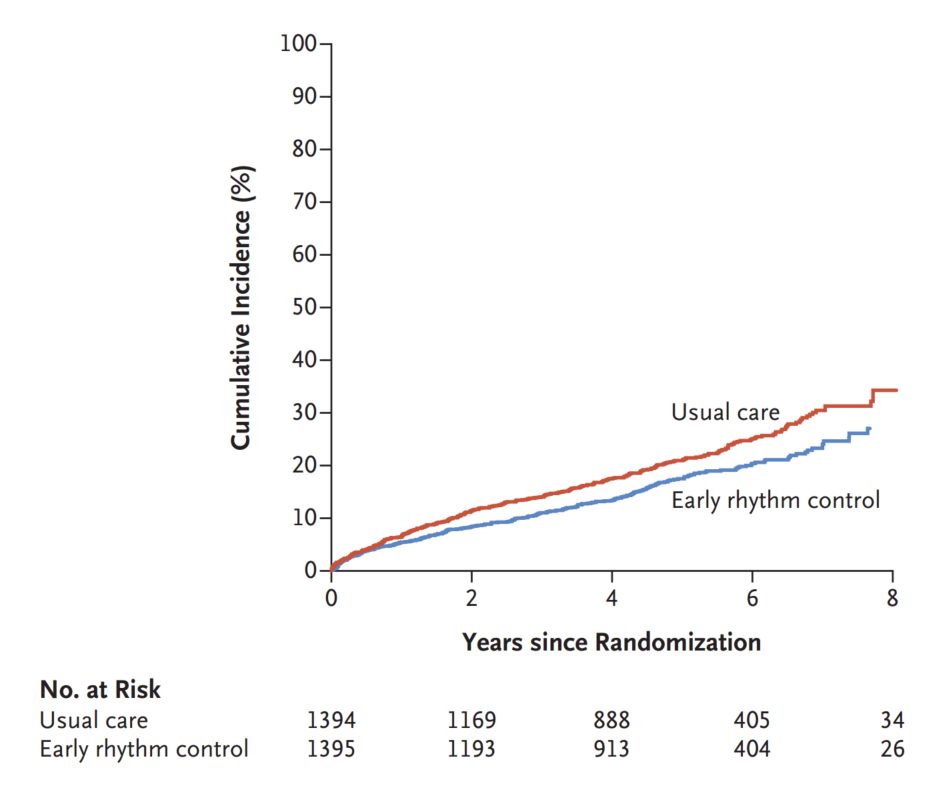 100
90
80
70
60
50
40
30
20
10
0
Cumulative Incidence (%)
Usual care
Early rhythm control
0 2 4 6 8
Years since Randomization
No. at Risk
Usual care 1394 1169 888 405 34
Early rhythm control 1395 1193 913 404 26